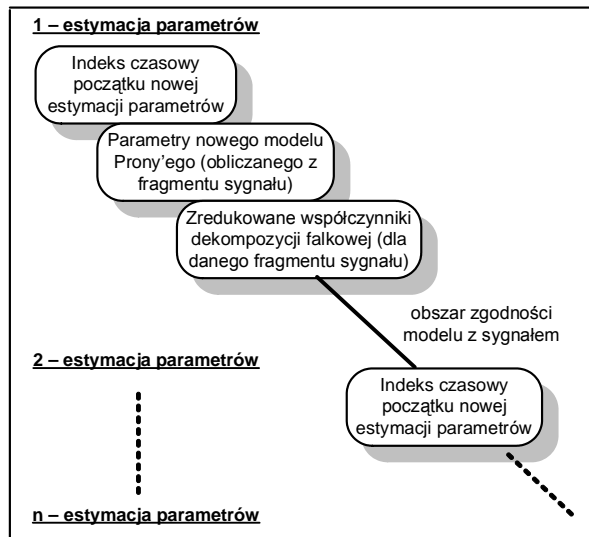 1 – estymacja parametrów
Indeks czasowy
początku nowej
estymacji parametrów
Parametry nowego modelu
Prony'ego (obliczanego z
fragmentu sygnału)
Zredukowane współczynniki
dekompozycji falkowej (dla
danego fragmentu sygnału)
obszar zgodności
modelu z sygnałem
2 – estymacja parametrów
Indeks czasowy
początku nowej
estymacji parametrów
n – estymacja parametrów